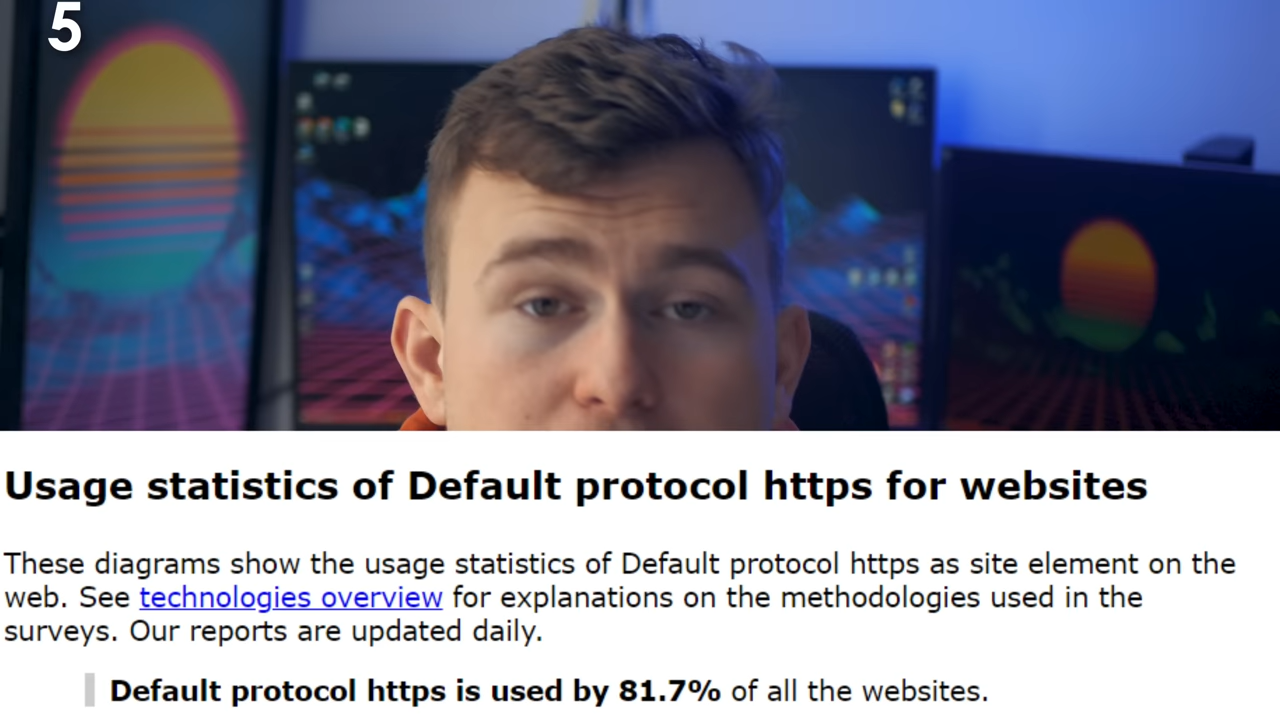 5
Usage statistics of Default protocol https for websites
These diagrams show the usage statistics of Default protocol https as site element on the
web. See technologies overview for explanations on the methodologies used in the
surveys. Our reports are updated daily.
Default protocol https is used by 81.7% of all the websites.